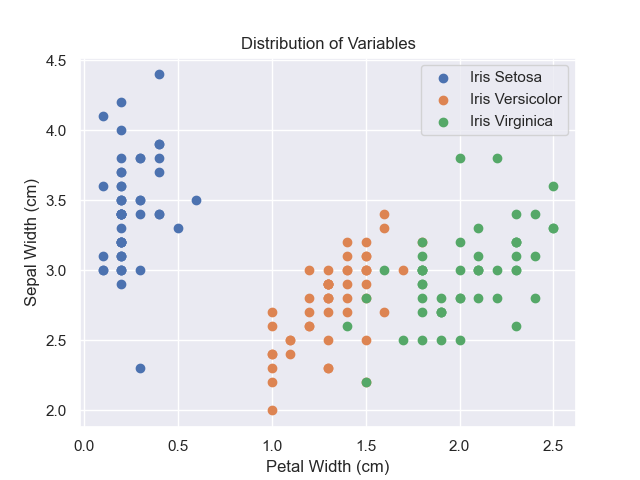 Distribution of Variables
Iris Setosa
Iris Versicolor
Iris Virginica
4.5
4.0
3.5
3.0
2.5
2.0
Sepal Width (cm)
0.0 0.5 1.0 1.5 2.0 2.5
Petal Width (cm)